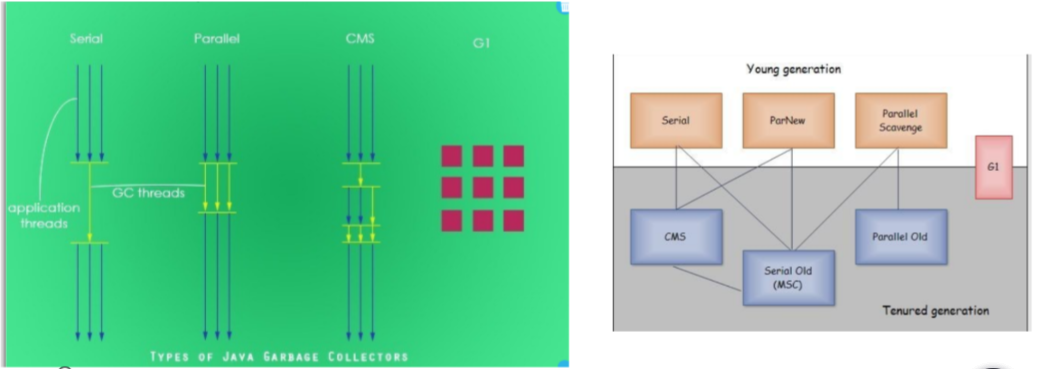 Serial
Parallel
CMS
G1
GC threads
application
threads
TYPES OF JAVA GARBAGE COLLECTORS
Young generation
Serial
ParNew
Parallel
Scavenge
G1
CMS
Serial Old
(MSC)
Parallel Old
Tenured generation